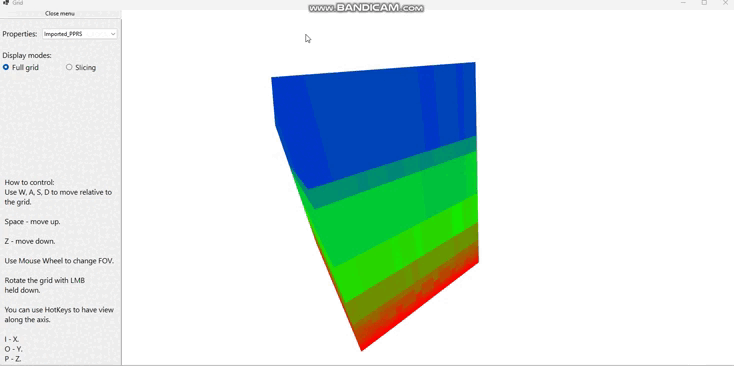 Grid
www.BANDICAM.com
Close menu
Properties: Imported_PPRS
Display modes:
Full grid Slicing
How to control:
Use W, A, S, D to move relative to
the grid.
Space - move up.
Z - move down.
Use Mouse Wheel to change FOV.
Rotate the grid with LMB
held down.
You can use HotKeys to have view
along the axis.
I - X.
O - Y.
P - Z.